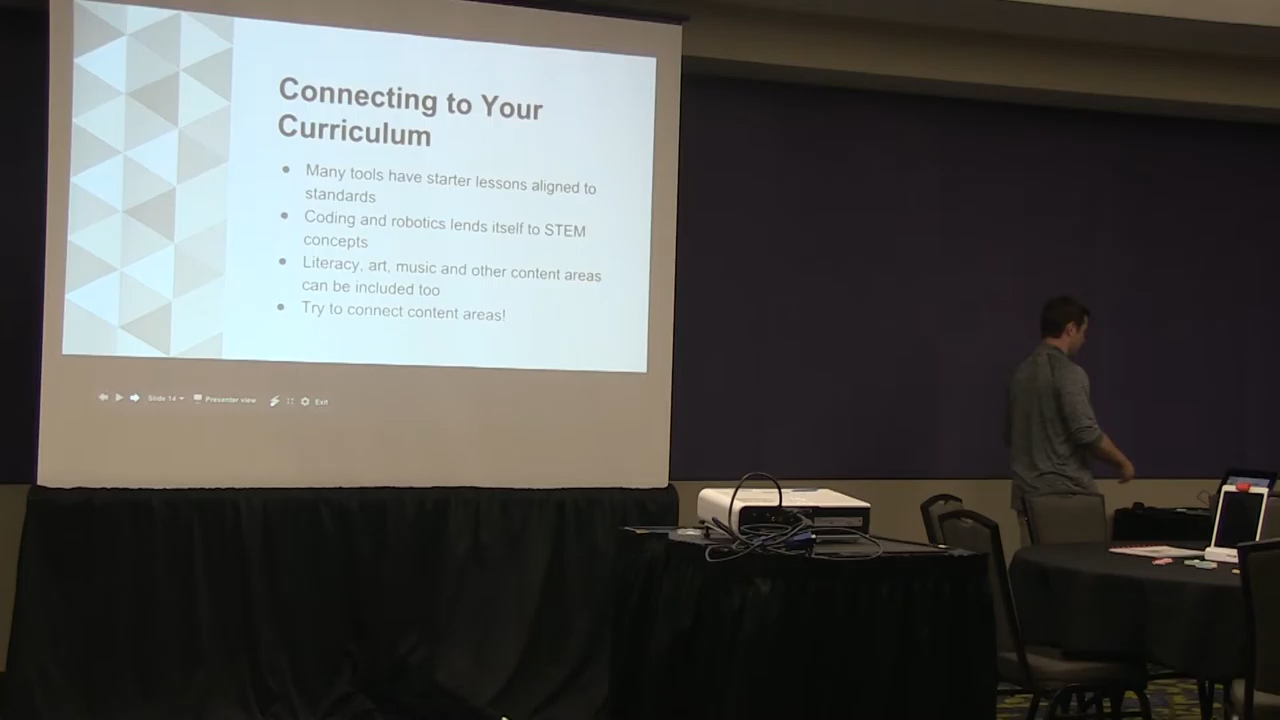 Connecting to Your
Curriculum
● Many tools have starter lessons aligned to
standards
● Coding and robotics lends itself to STEM
concepts
● Literacy, art, music and other content areas
can be included too
● Try to connect content areas!
Slide 14 Presenter view Exit